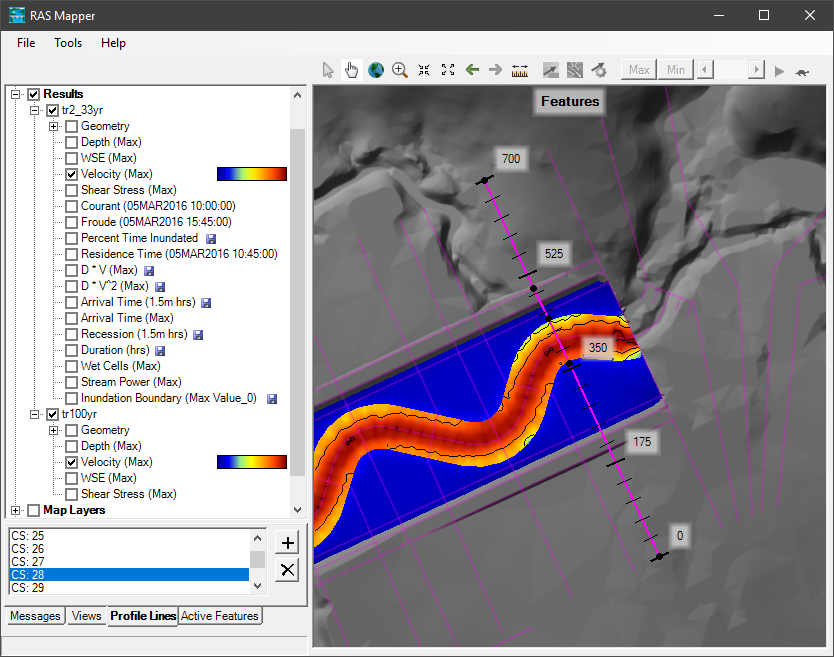 RAS Mapper
File Tools Help
Max Min
Results
tr2_33yr
Geometry
Depth (Max)
WSE (Max)
Velocity (Max)
Shear Stress (Max)
Courant (05MAR2016 10:00:00)
Froude (05MAR2016 15:45:00)
Percent Time Inundated
Residence Time (05MAR2016 10:45:00)
D * V (Max)
D * V^2 (Max)
Arrival Time (1.5m hrs)
Arrival Time (Max)
Recession (1.5m hrs)
Duration (hrs)
Wet Cells (Max)
Stream Power (Max)
Inundation Boundary (Max Value_0)
tr100yr
Geometry
Depth (Max)
Velocity (Max)
WSE (Max)
Shear Stress (Max)
Map Layers
CS: 25
CS: 26
CS: 27
CS: 28
CS: 29
Messages Views Profile Lines Active Features
Features
700
525
350
175
0